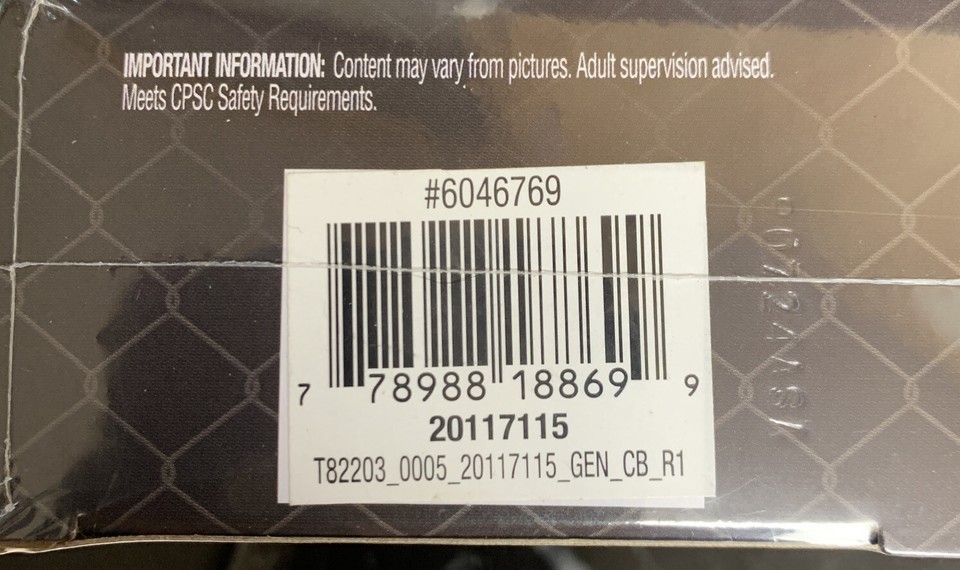 IMPORTANT INFORMATION: Content may vary from pictures. Adult supervision advised.
Meets CPSC Safety Requirements.
#6046769
7 78988 18869 9
20117115
T82203_0005_20117115_GEN_CB_R1